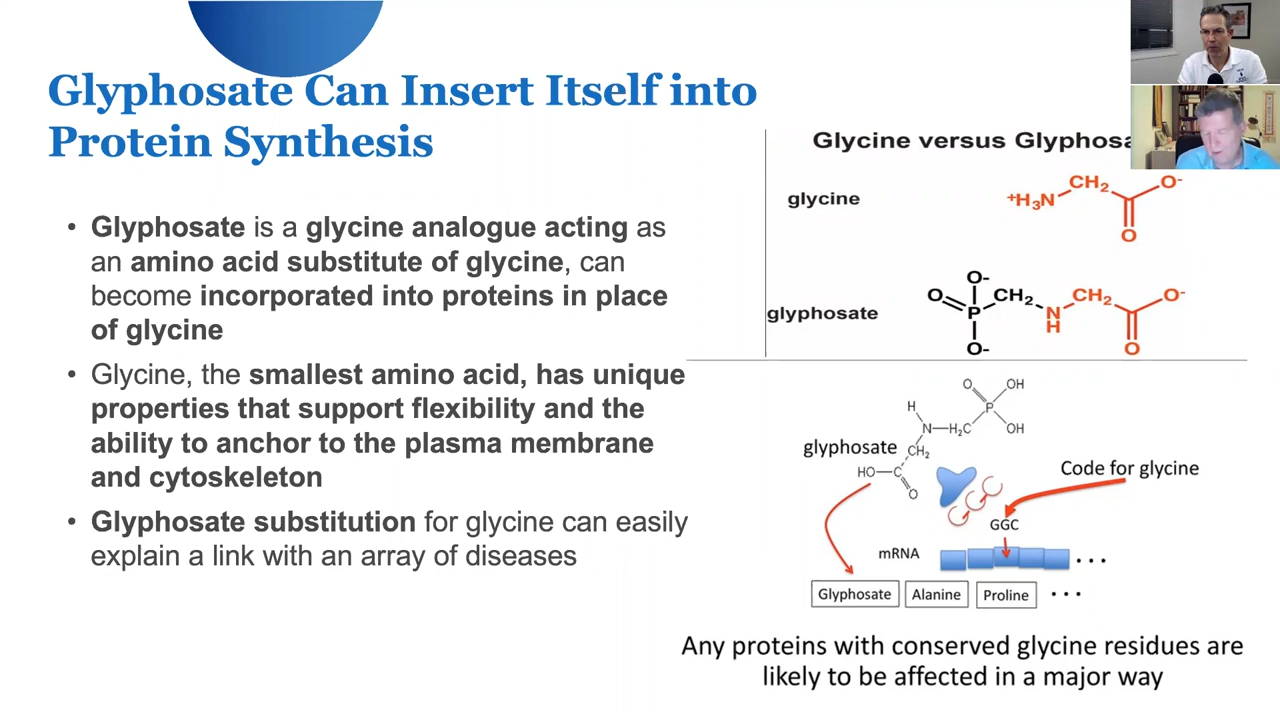 Glyphosate Can Insert Itself into
Protein Synthesis
• Glyphosate is a glycine analogue acting as
an amino acid substitute of glycine, can
become incorporated into proteins in place
of glycine
• Glycine, the smallest amino acid, has unique
properties that support flexibility and the
ability to anchor to the plasma membrane
and cytoskeleton
• Glyphosate substitution for glycine can easily
explain a link with an array of diseases
Glycine versus Glyphosa
glycine
+H3N CH2 O-
O
glyphosate
O-
O P CH2 N H CH2 O-
O- O
glyphosate
O OH
H P
N—H2C OH
CH2
HO—C
O
Code for glycine
GGC
mRNA
...
Glyphosate Alanine Proline ...
Any proteins with conserved glycine residues are
likely to be affected in a major way